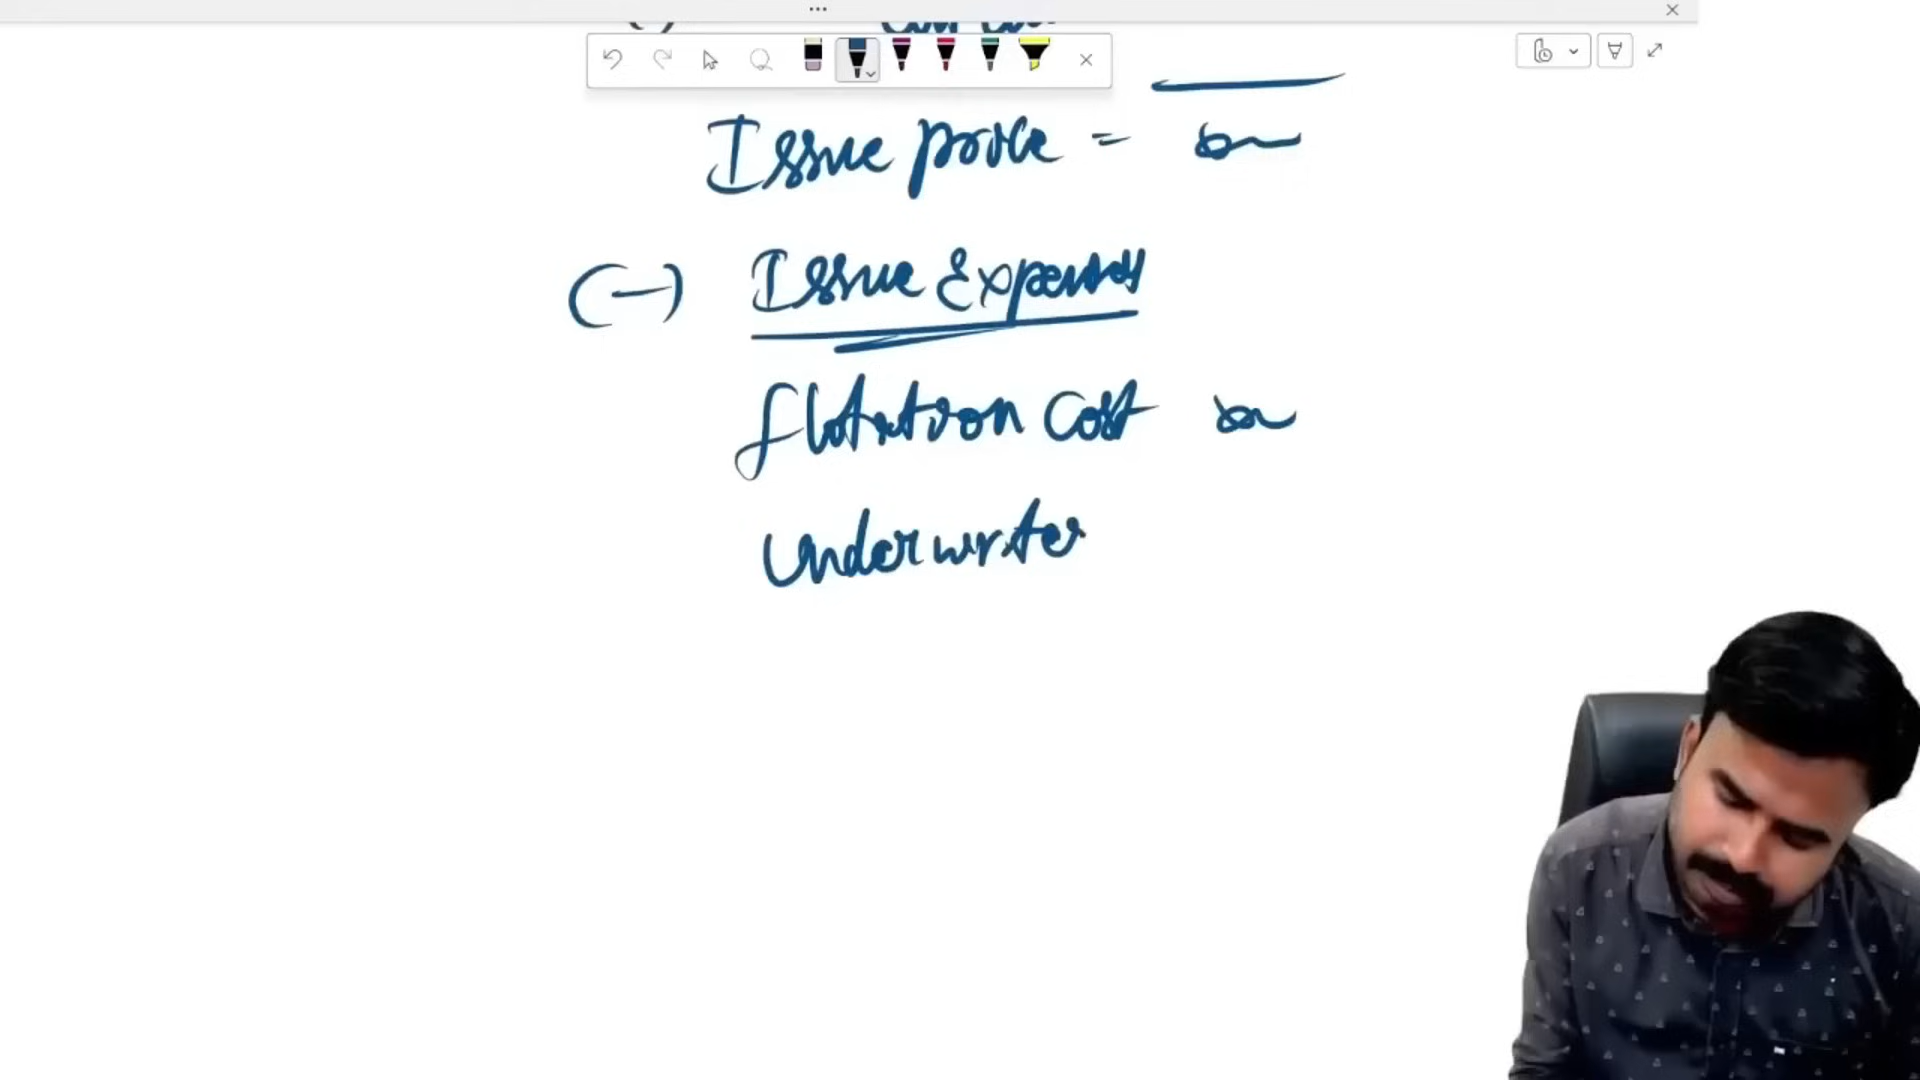 Issue price =
(-) Issue Expenses
flotation cost
underwriter